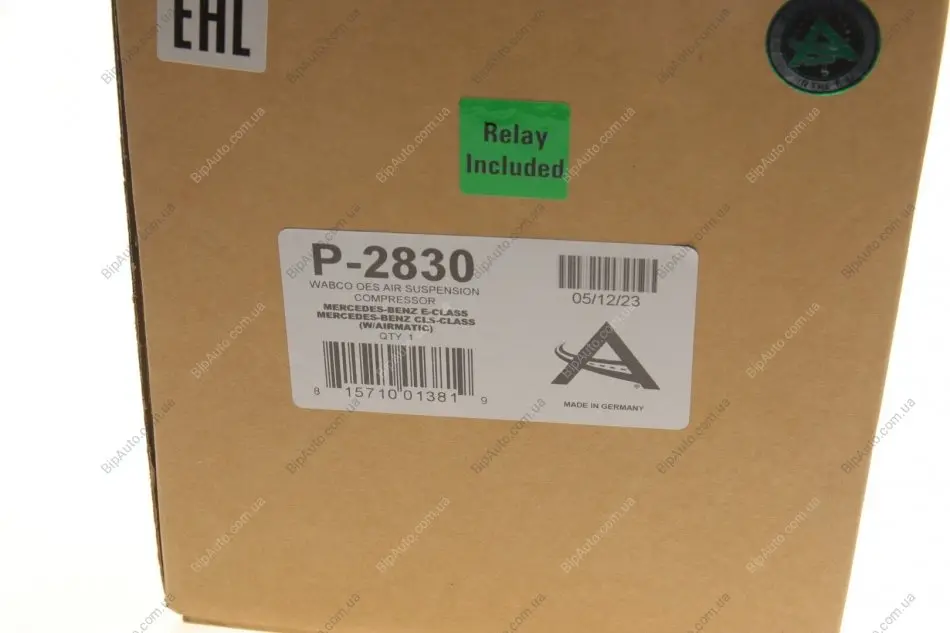 EHL
Relay
Included
P-2830
WABCO OES AIR SUSPENSION
COMPRESSOR
MERCEDES-BENZ E-CLASS
MERCEDES-BENZ CLS-CLASS
(W/AIRMATIC)
QTY 1
8 15710 01381 9
05/12/23
MADE IN GERMANY
BipAuto.com.ua